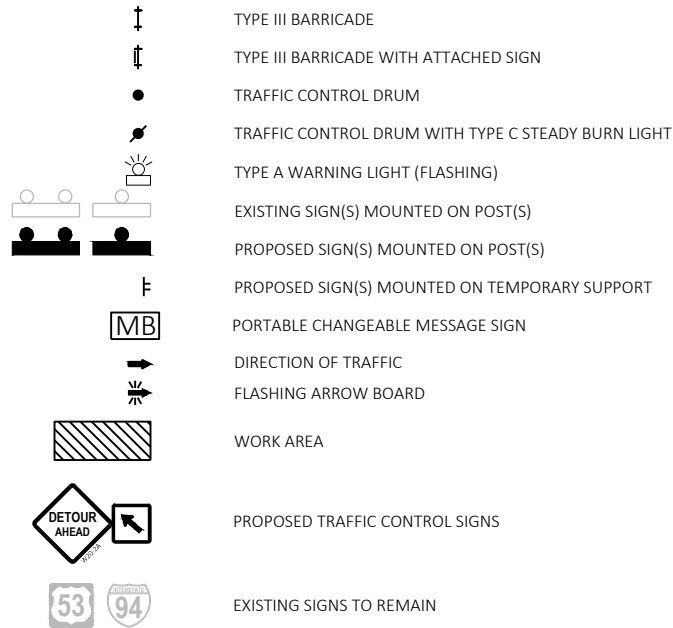 TYPE III BARRICADE
TYPE III BARRICADE WITH ATTACHED SIGN
TRAFFIC CONTROL DRUM
TRAFFIC CONTROL DRUM WITH TYPE C STEADY BURN LIGHT
TYPE A WARNING LIGHT (FLASHING)
EXISTING SIGN(S) MOUNTED ON POST(S)
PROPOSED SIGN(S) MOUNTED ON POST(S)
PROPOSED SIGN(S) MOUNTED ON TEMPORARY SUPPORT
MB PORTABLE CHANGEABLE MESSAGE SIGN
DIRECTION OF TRAFFIC
FLASHING ARROW BOARD
WORK AREA
DETOUR
AHEAD
W20-2A
PROPOSED TRAFFIC CONTROL SIGNS
INTERSTATE
53 94 EXISTING SIGNS TO REMAIN